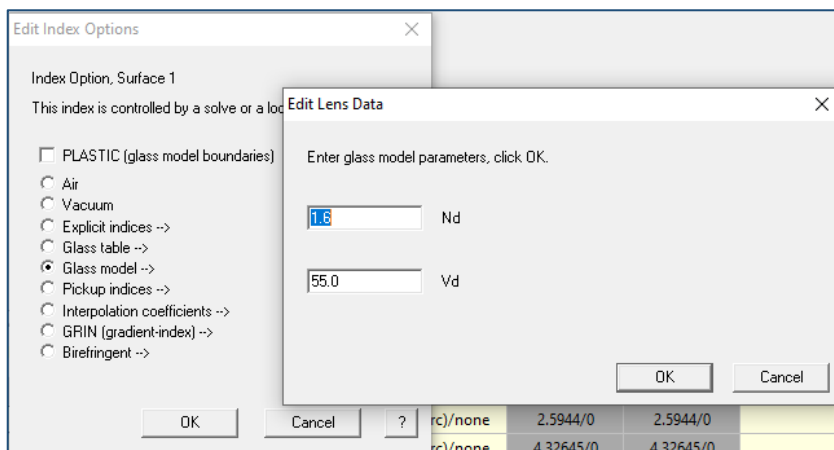 Edit Index Options
Index Option, Surface 1
This index is controlled by a solve or a
PLASTIC (glass model boundaries)
Air
Vacuum
Explicit indices -->
Glass table -->
Glass model -->
Pickup indices -->
Interpolation coefficients -->
GRIN (gradient-index) -->
Birefringent -->
OK
Cancel
?
Edit Lens Data
Enter glass model parameters, click OK.
1.6 Nd
55.0 Vd
OK Cancel
rc)/none 2.5944/0 2.5944/0
rc)/none 4.32645/0 4.32645/0